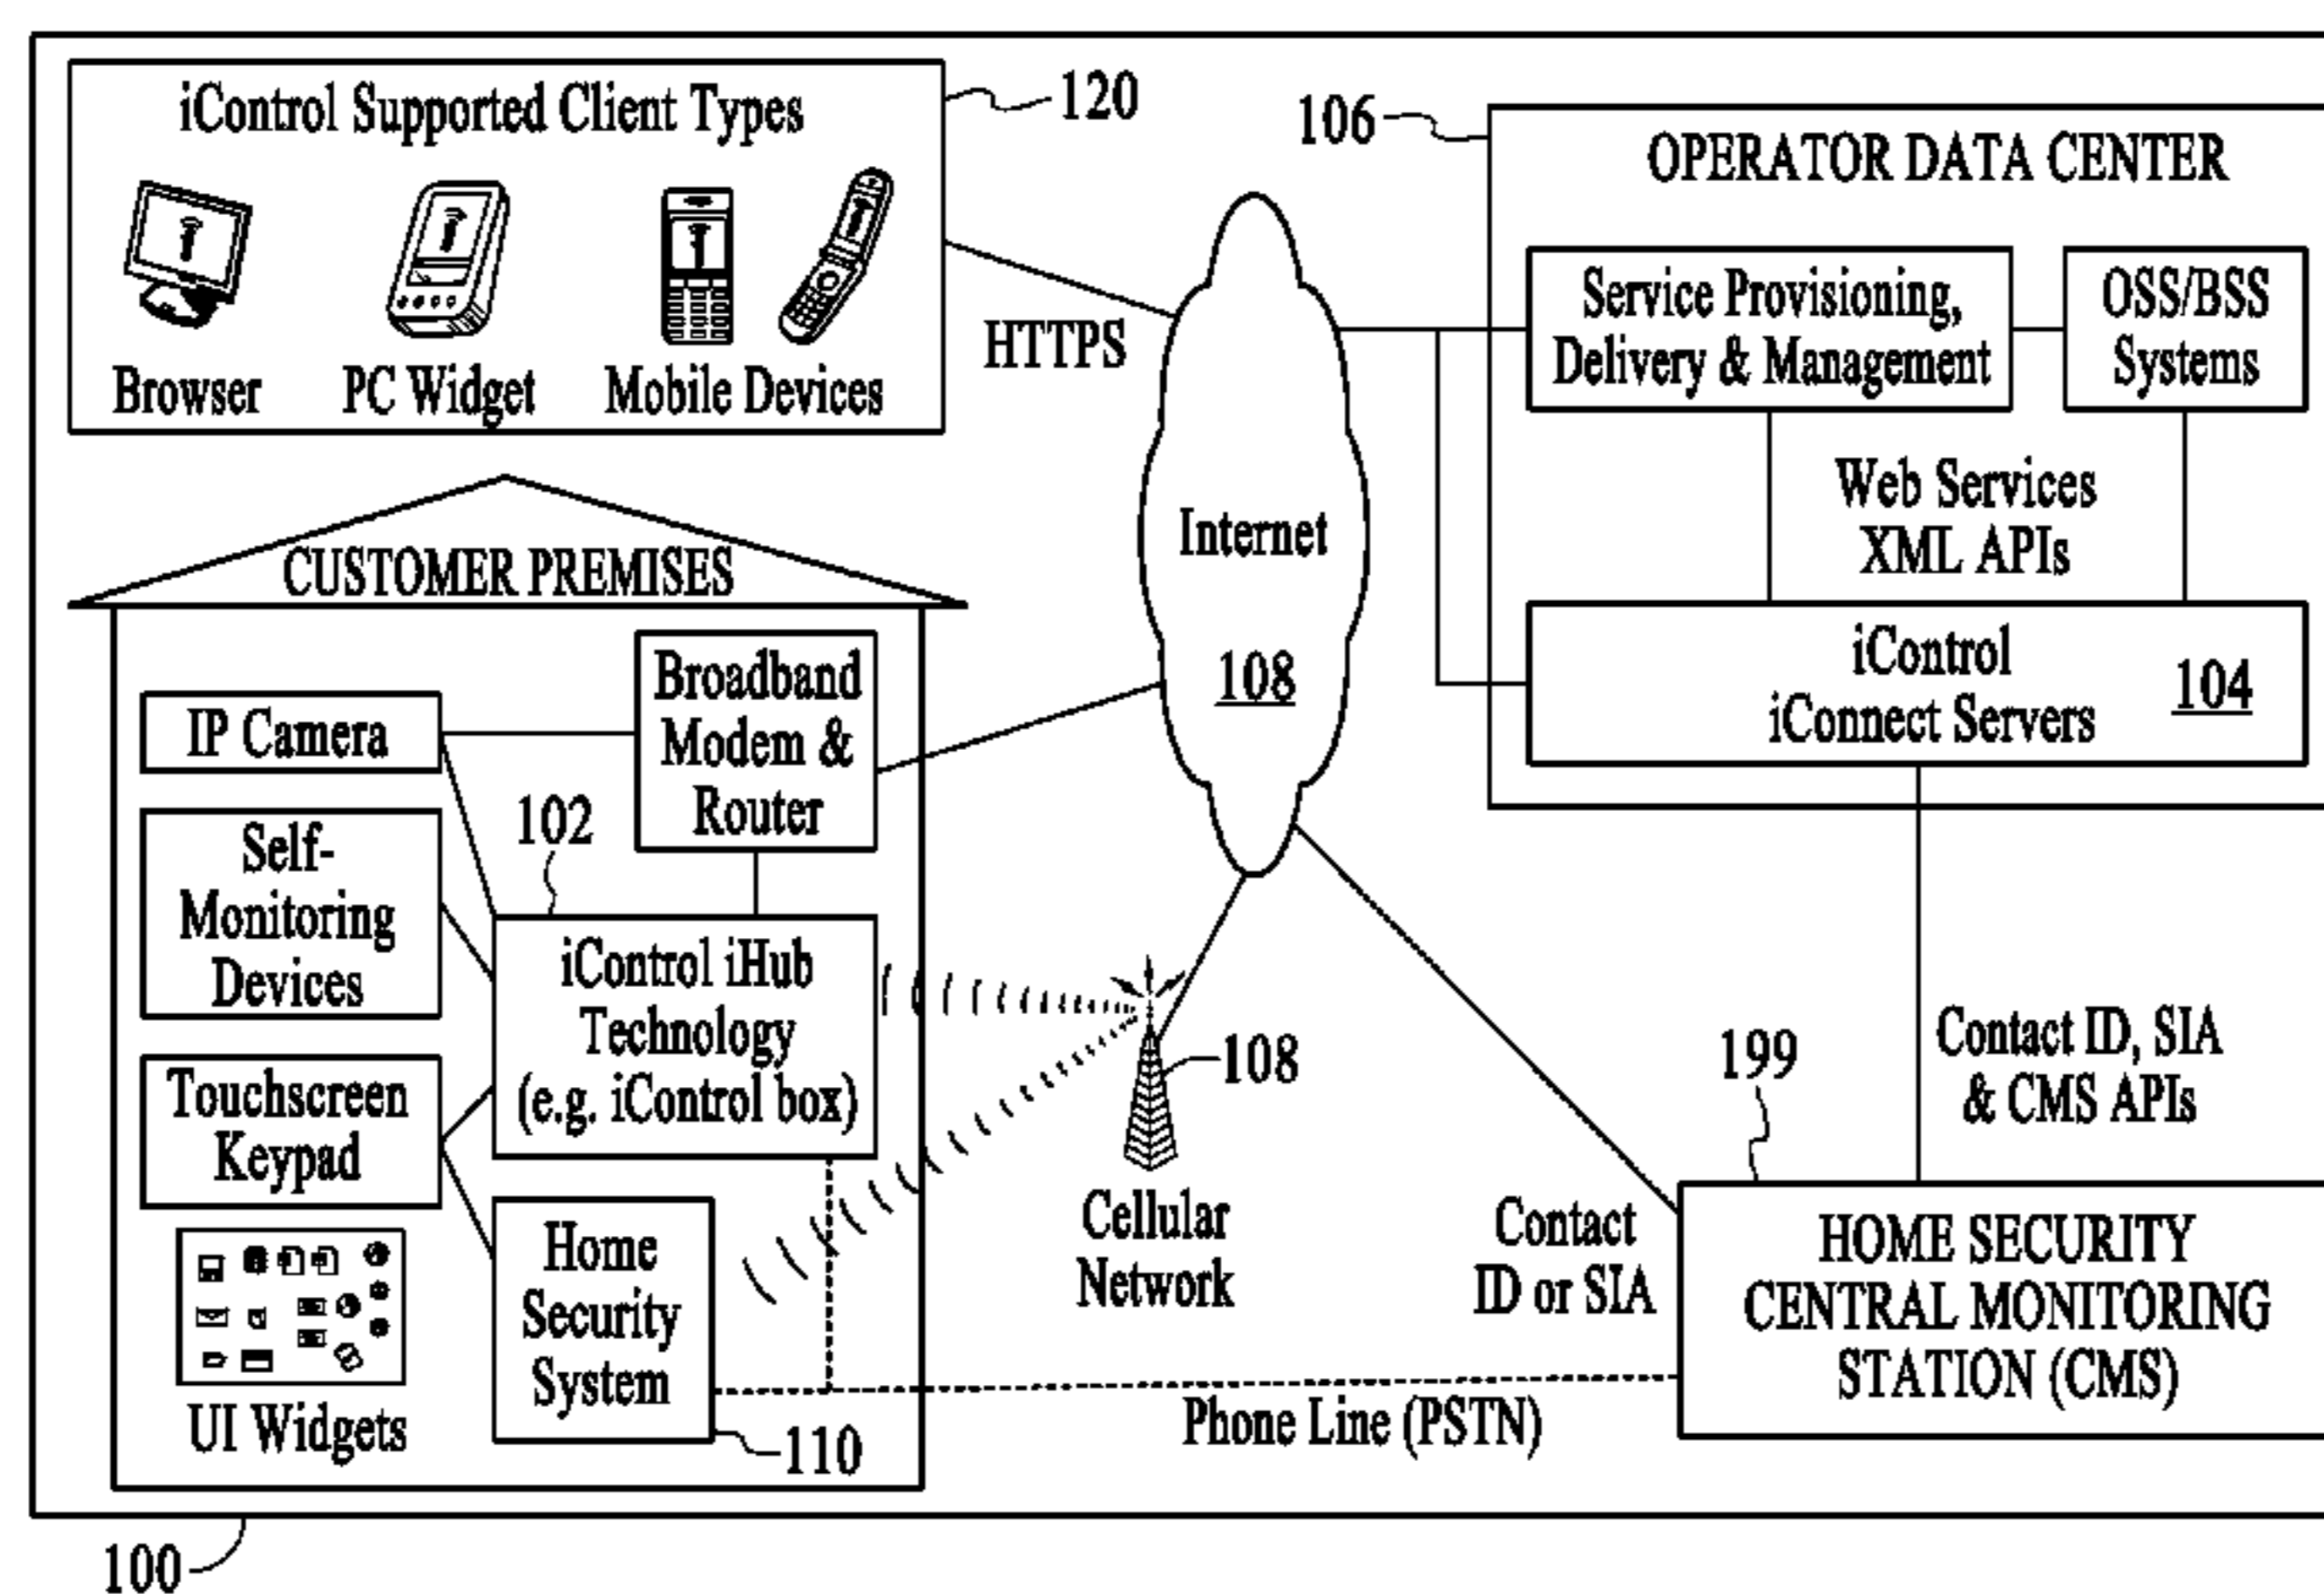 iControl Supported Client Types
120
Browser
PC Widget
Mobile Devices
HTTPS
106
OPERATOR DATA CENTER
Service Provisioning,
Delivery & Management
OSS/BSS
Systems
Web Services
XML APIs
iControl
iConnect Servers
104
Internet
108
CUSTOMER PREMISES
IP Camera
Broadband
Modem &
Router
102
Self-
Monitoring
Devices
iControl iHub
Technology
(e.g. iControl box)
Touchscreen
Keypad
Home
Security
System
110
UI Widgets
108
Cellular
Network
Contact ID, SIA
& CMS APIs
199
Contact
ID or SIA
HOME SECURITY
CENTRAL MONITORING
STATION (CMS)
Phone Line (PSTN)
100